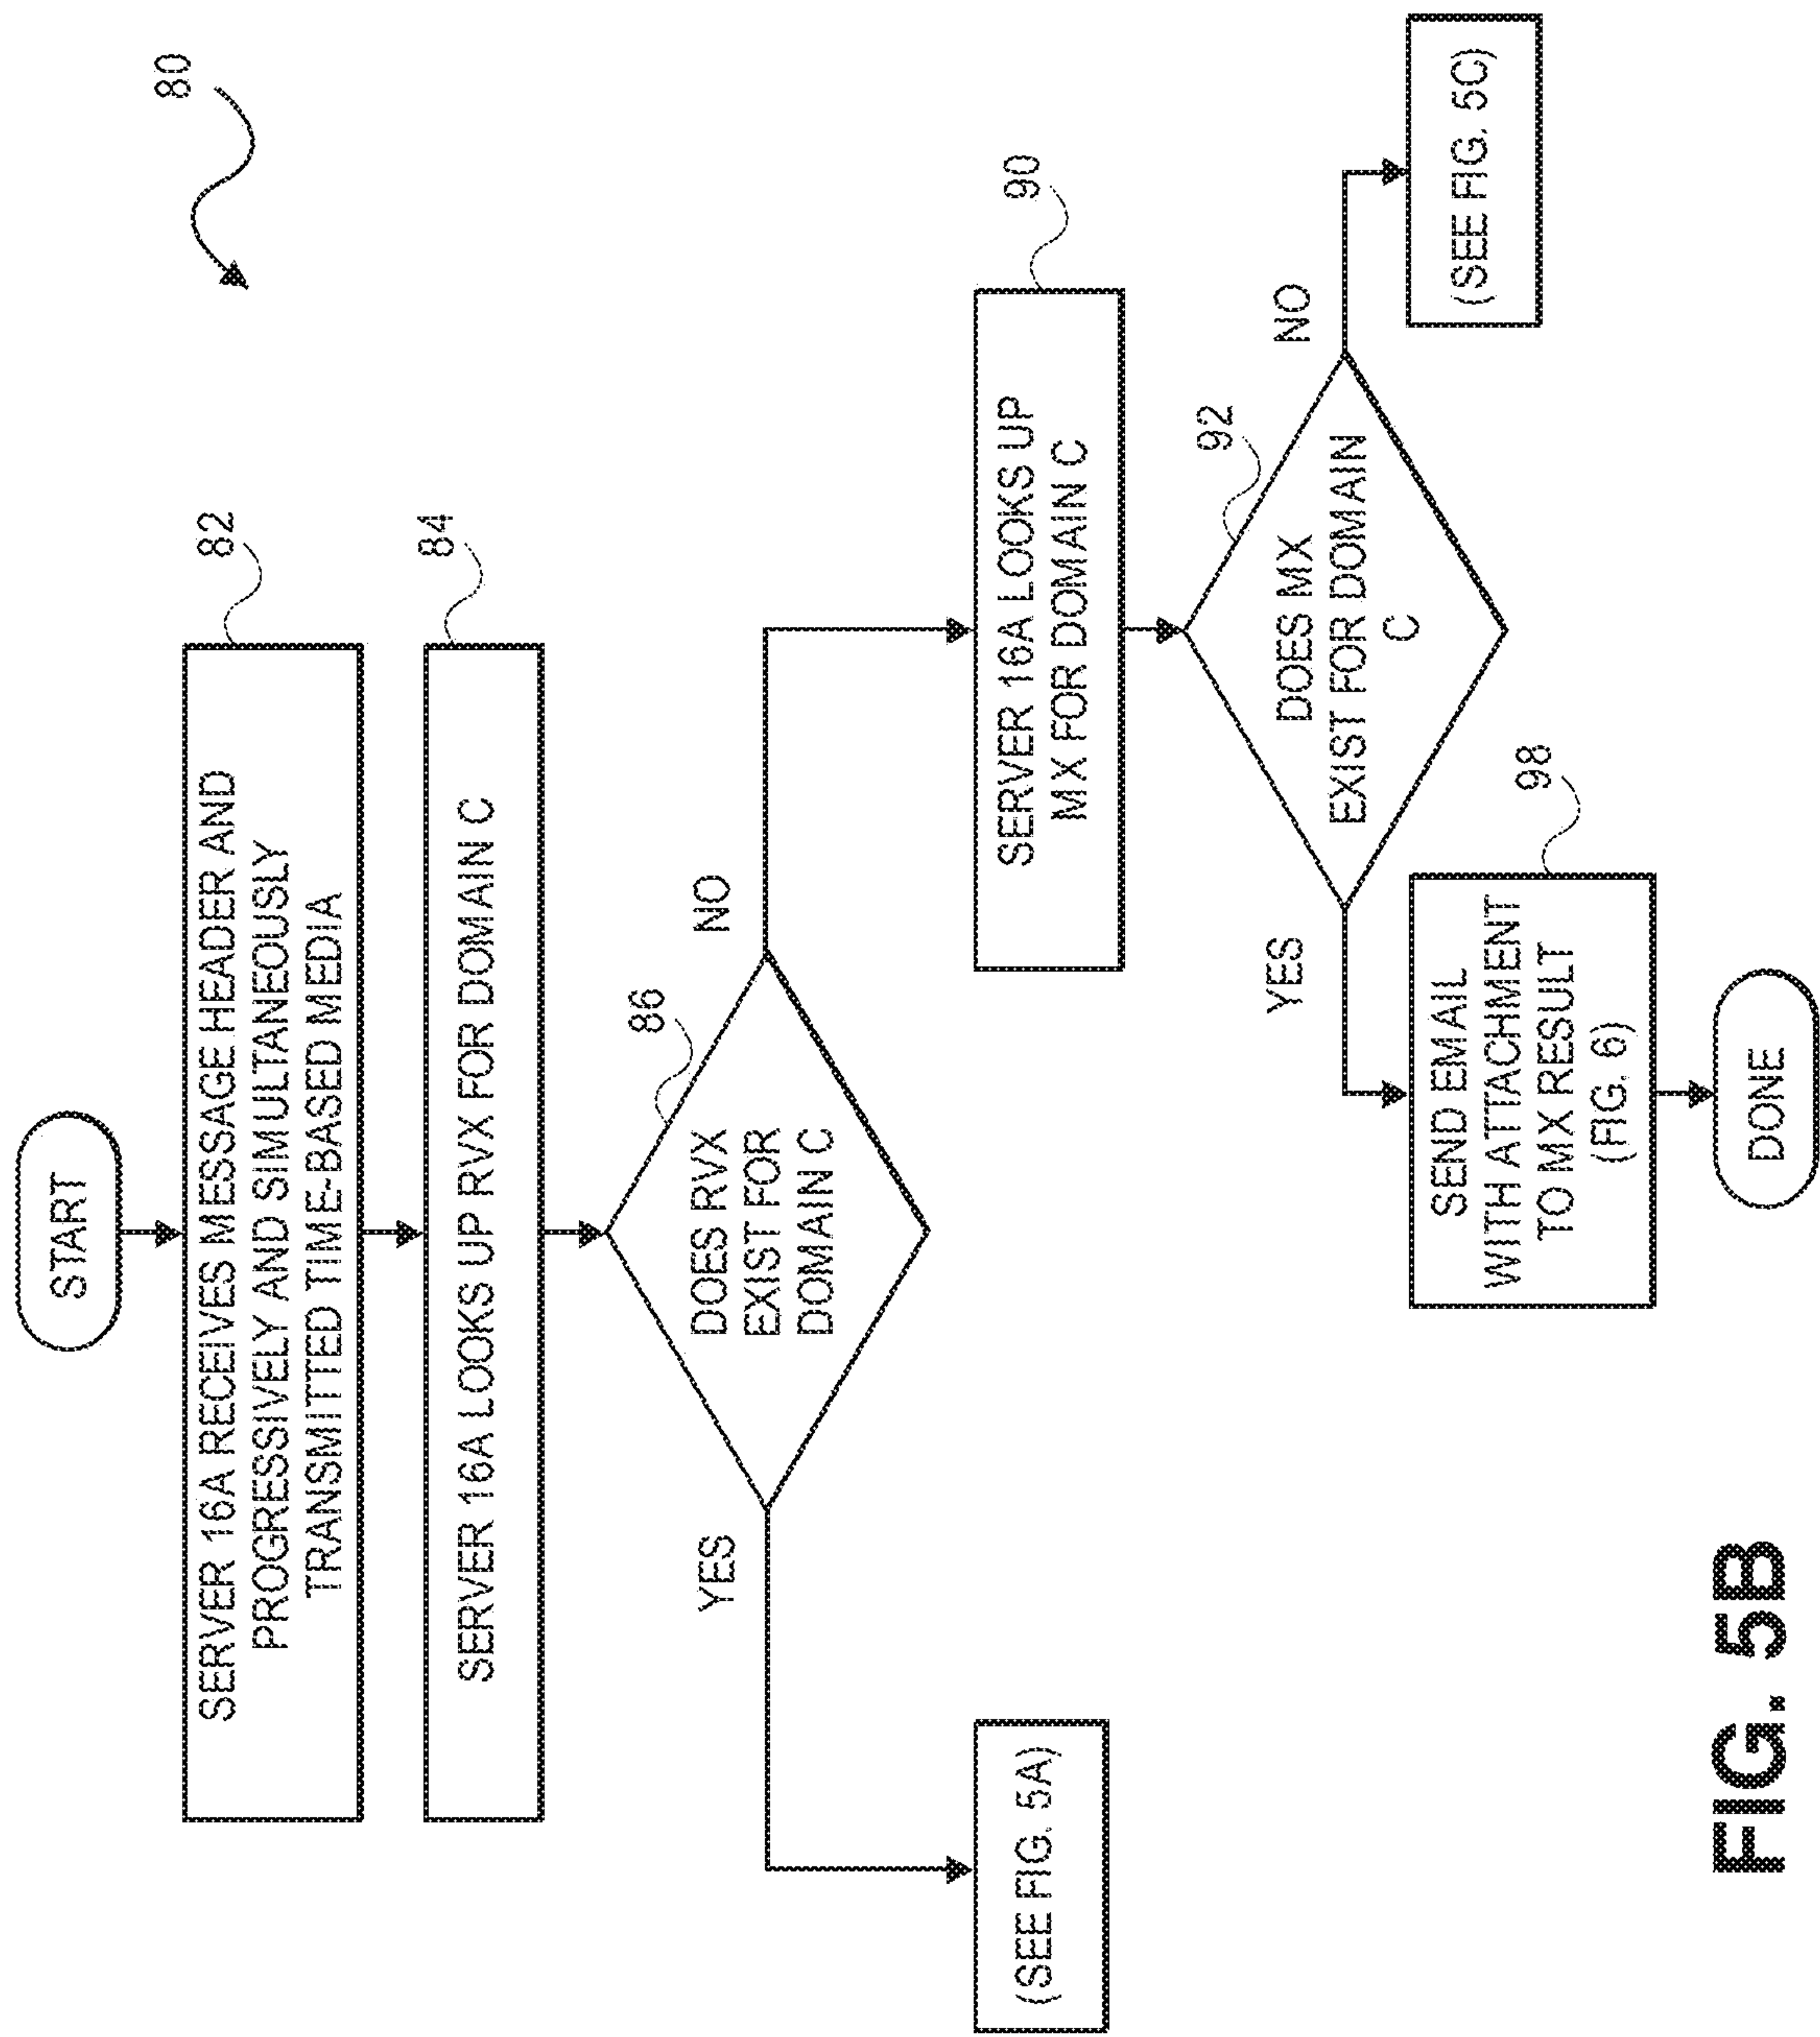 80
START
82
SERVER 16A RECEIVES MESSAGE HEADER AND
PROGRESSIVELY AND SIMULTANEOUSLY
TRANSMITTED TIME-BASED MEDIA
84
SERVER 16A LOOKS UP RVX FOR DOMAIN C
86
DOES RVX
EXIST FOR
DOMAIN C
YES
NO
(SEE FIG. 5A)
90
SERVER 16A LOOKS UP
MX FOR DOMAIN C
92
DOES MX
EXIST FOR DOMAIN
C
YES
NO
98
SEND EMAIL
WITH ATTACHMENT
TO MX RESULT
(FIG. 6)
(SEE FIG. 5C)
DONE
FIG. 5B